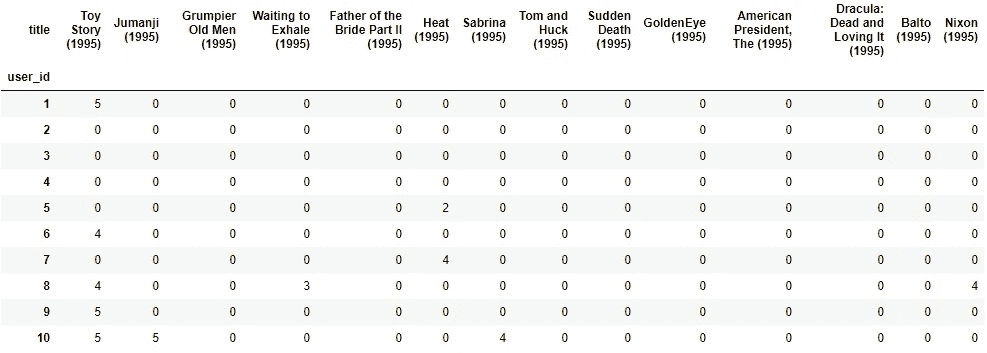 title Toy Story (1995) Jumanji (1995) Grumpier Old Men (1995) Waiting to Exhale (1995) Father of the Bride Part II (1995) Heat (1995) Sabrina (1995) Tom and Huck (1995) Sudden Death (1995) GoldenEye (1995) American President, The (1995) Dracula: Dead and Loving It (1995) Balto (1995) Nixon (1995)
user_id
1 5 0 0 0 0 0 0 0 0 0 0 0 0 0
2 0 0 0 0 0 0 0 0 0 0 0 0 0 0
3 0 0 0 0 0 0 0 0 0 0 0 0 0 0
4 0 0 0 0 0 0 0 0 0 0 0 0 0 0
5 0 0 0 0 0 2 0 0 0 0 0 0 0 0
6 4 0 0 0 0 0 0 0 0 0 0 0 0 0
7 0 0 0 0 0 4 0 0 0 0 0 0 0 0
8 4 0 0 3 0 0 0 0 0 0 0 0 0 4
9 5 0 0 0 0 0 0 0 0 0 0 0 0 0
10 5 5 0 0 0 0 4 0 0 0 0 0 0 0